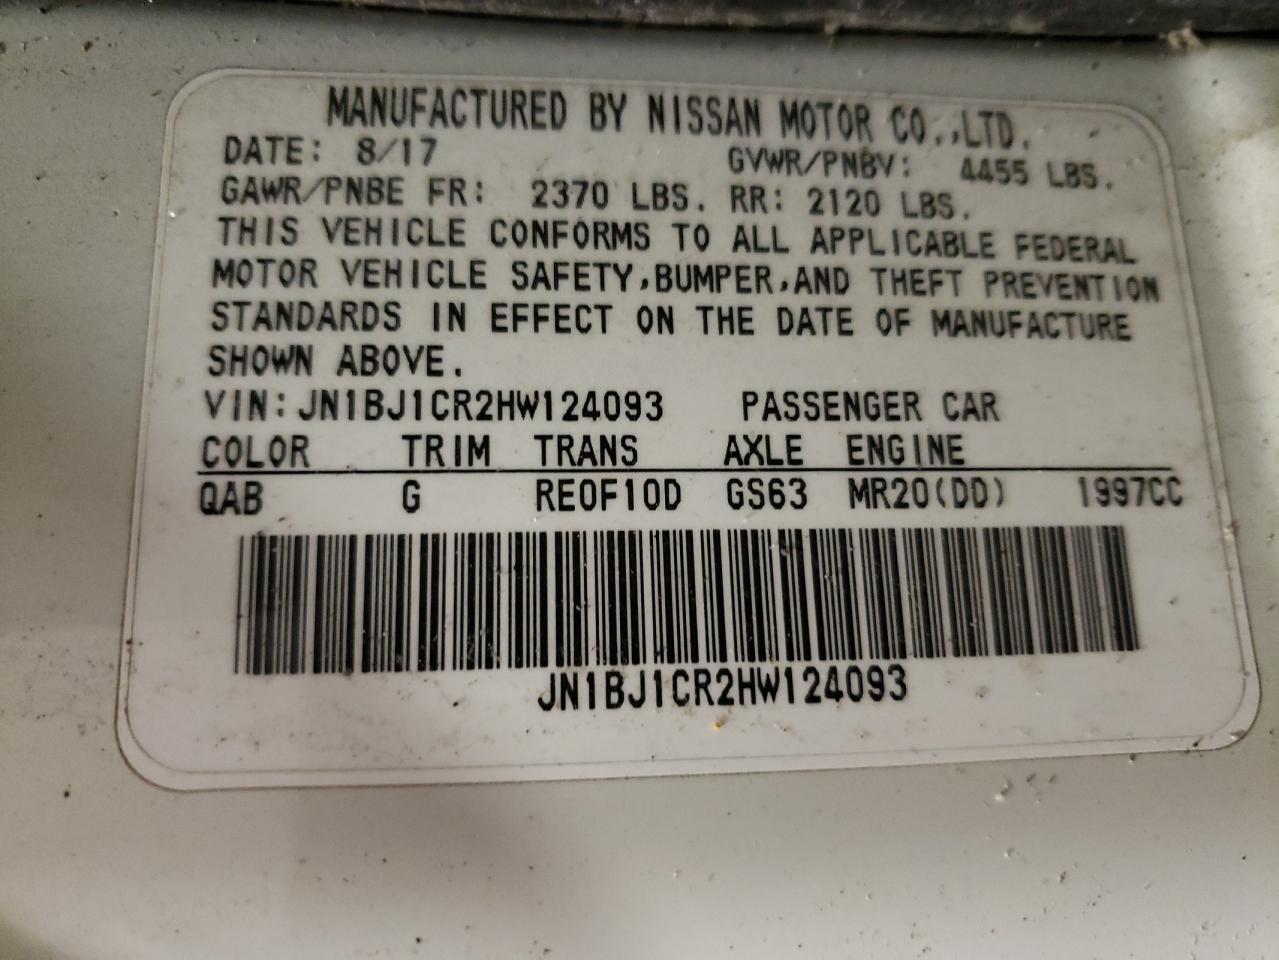 MANUFACTURED BY NISSAN MOTOR CO.,LTD.
DATE: 8/17 GVWR/PNBV: 4455 LBS.
GAWR/PNBE FR: 2370 LBS. RR: 2120 LBS.
THIS VEHICLE CONFORMS TO ALL APPLICABLE FEDERAL
MOTOR VEHICLE SAFETY,BUMPER,AND THEFT PREVENTION
STANDARDS IN EFFECT ON THE DATE OF MANUFACTURE
SHOWN ABOVE.
VIN:JN1BJ1CR2HW124093 PASSENGER CAR
COLOR TRIM TRANS AXLE ENGINE
QAB G RE0F10D GS63 MR20(DD) 1997CC
JN1BJ1CR2HW124093